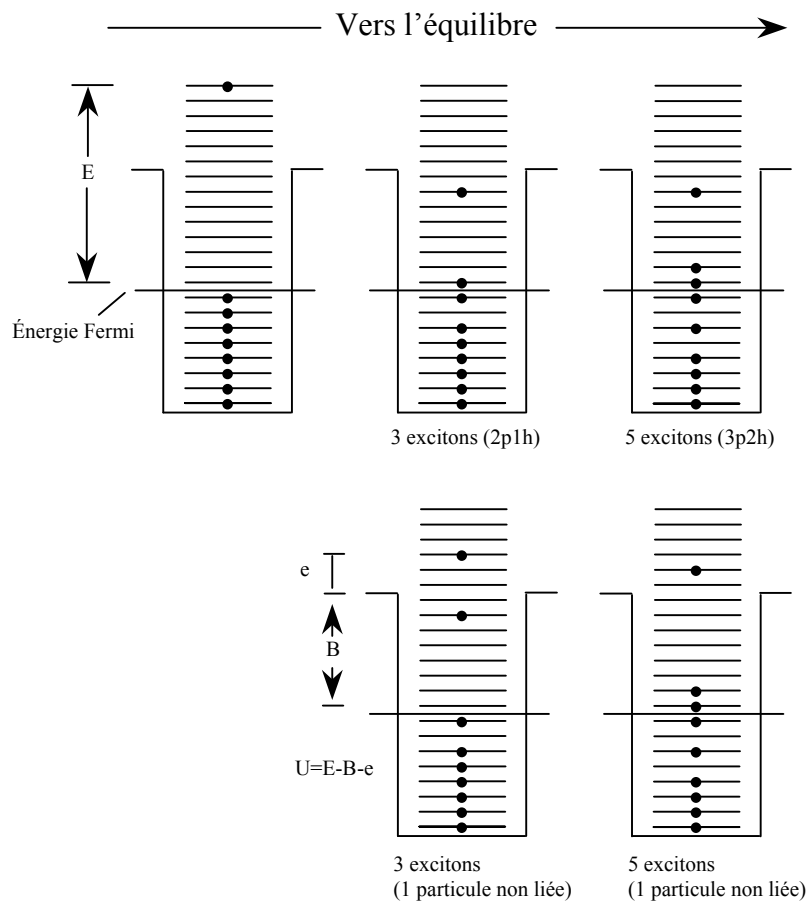 Vers l'équilibre
E
Énergie Fermi
3 excitons (2p1h)
5 excitons (3p2h)
e
B
U=E-B-e
3 excitons
(1 particule non liée)
5 excitons
(1 particule non liée)